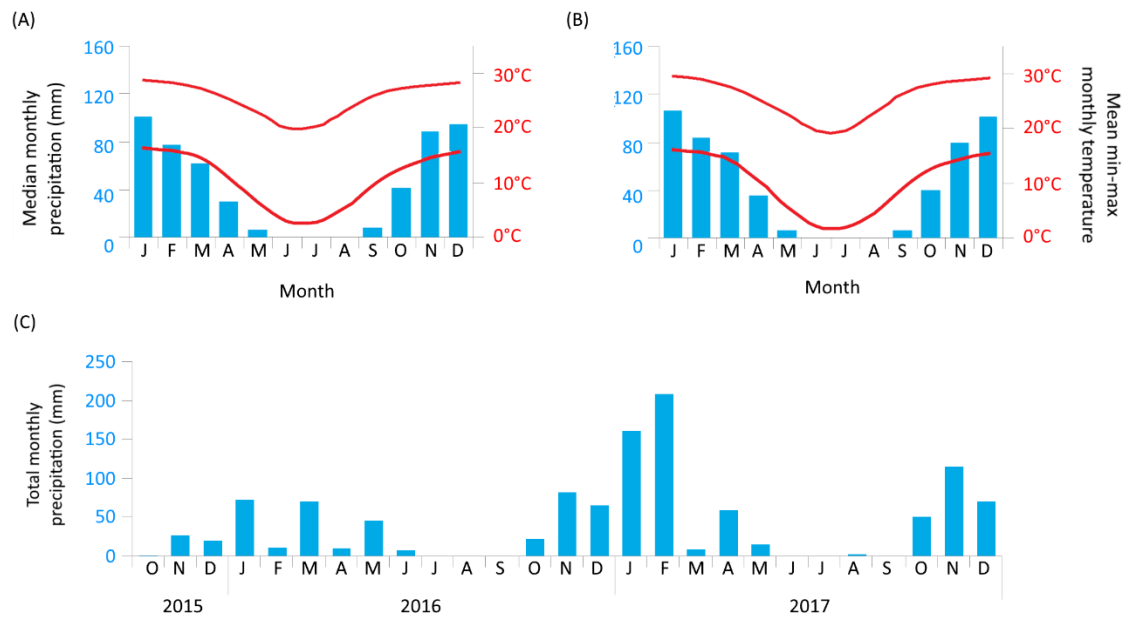 (A)
(B)
Median monthly
precipitation (mm)
160
120
80
40
0
30°C
20°C
10°C
0°C
J F M A M J J A S O N D
Month
160
120
80
40
0
30°C
20°C
10°C
0°C
Mean min-max
monthly temperature
J F M A M J J A S O N D
Month
(C)
Total monthly
precipitation (mm)
250
200
150
100
50
0
O N D J F M A M J J A S O N D J F M A M J J A S O N D
2015 2016 2017